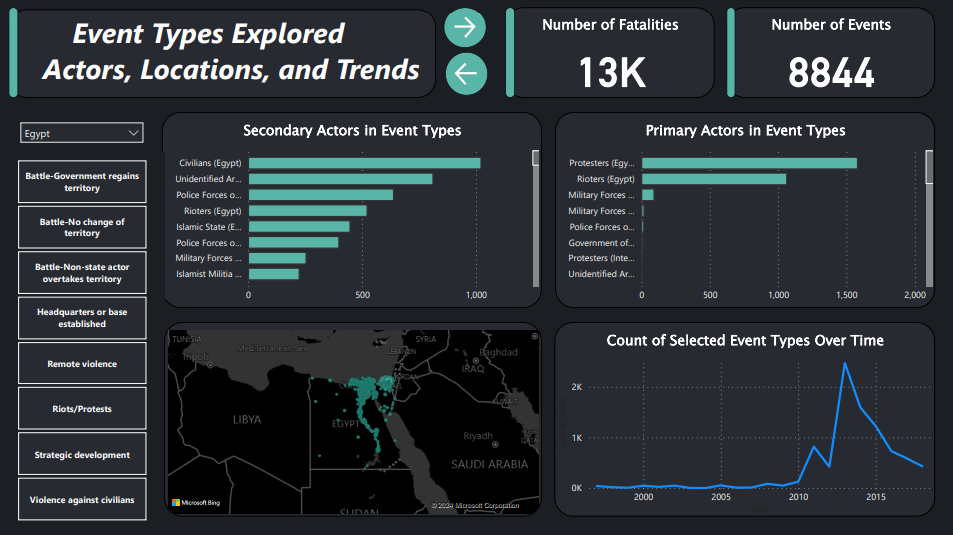 Event Types Explored
Actors, Locations, and Trends
Number of Fatalities
13K
Number of Events
8844
Egypt
Battle-Government regains
territory
Battle-No change of
territory
Battle-Non-state actor
overtakes territory
Headquarters or base
established
Remote violence
Riots/Protests
Strategic development
Violence against civilians
Secondary Actors in Event Types
Civilians (Egypt)
Unidentified Ar...
Police Forces o...
Rioters (Egypt)
Islamic State (E...
Police Forces o...
Military Forces ...
Islamist Militia ...
0 500 1,000
Primary Actors in Event Types
Protesters (Egy...
Rioters (Egypt)
Military Forces ...
Military Forces ...
Police Forces o...
Government of...
Protesters (Inte...
Unidentified Ar...
0 500 1,000 1,500 2,000
TUNISIA
Tripoli
Mediterranean Sea
SYRIA
LEBANON
Baghdad
IRAQ
JORDAN
KUWAIT
LIBYA
EGYPT
Riyadh
QATA
SAUDI ARABIA
SUDAN
Microsoft Bing
© 2024 Microsoft Corporation
Count of Selected Event Types Over Time
2K
1K
0K
2000 2005 2010 2015